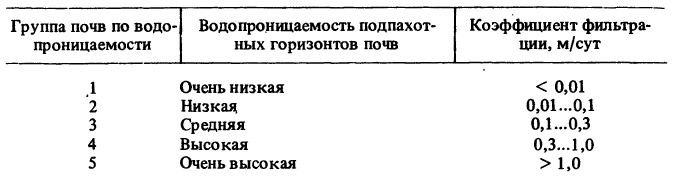 Группа почв по водо- Водопроницаемость подпахот- Коэффициент фильтра-
проницаемости ных горизонтов почв ции, м/сут
1 Очень низкая < 0,01
2 Низкая 0,01...0,1
3 Средняя 0,1...0,3
4 Высокая 0,3...1,0
5 Очень высокая > 1,0